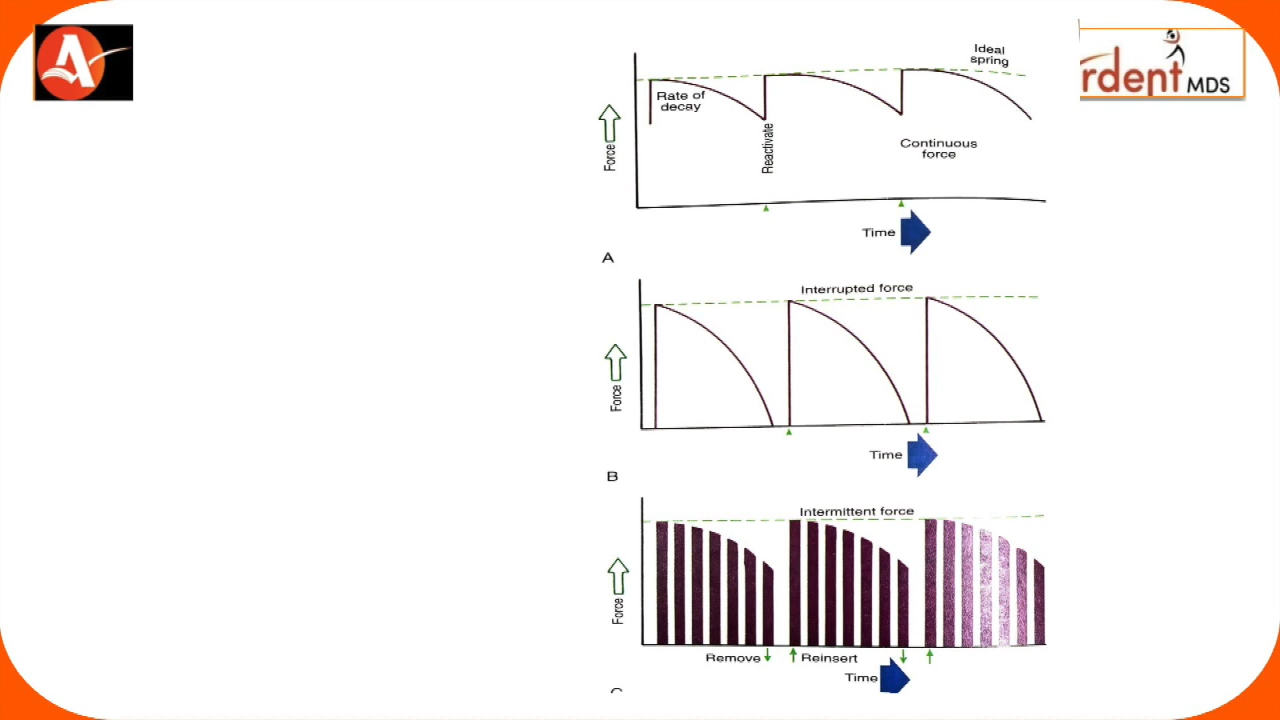 A
rdent MDS
Ideal
spring
Rate of
decay
Reactivate
Force
Continuous
force
Time
A
Interrupted force
Force
Time
B
Intermittent force
Force
Remove
Reinsert
Time